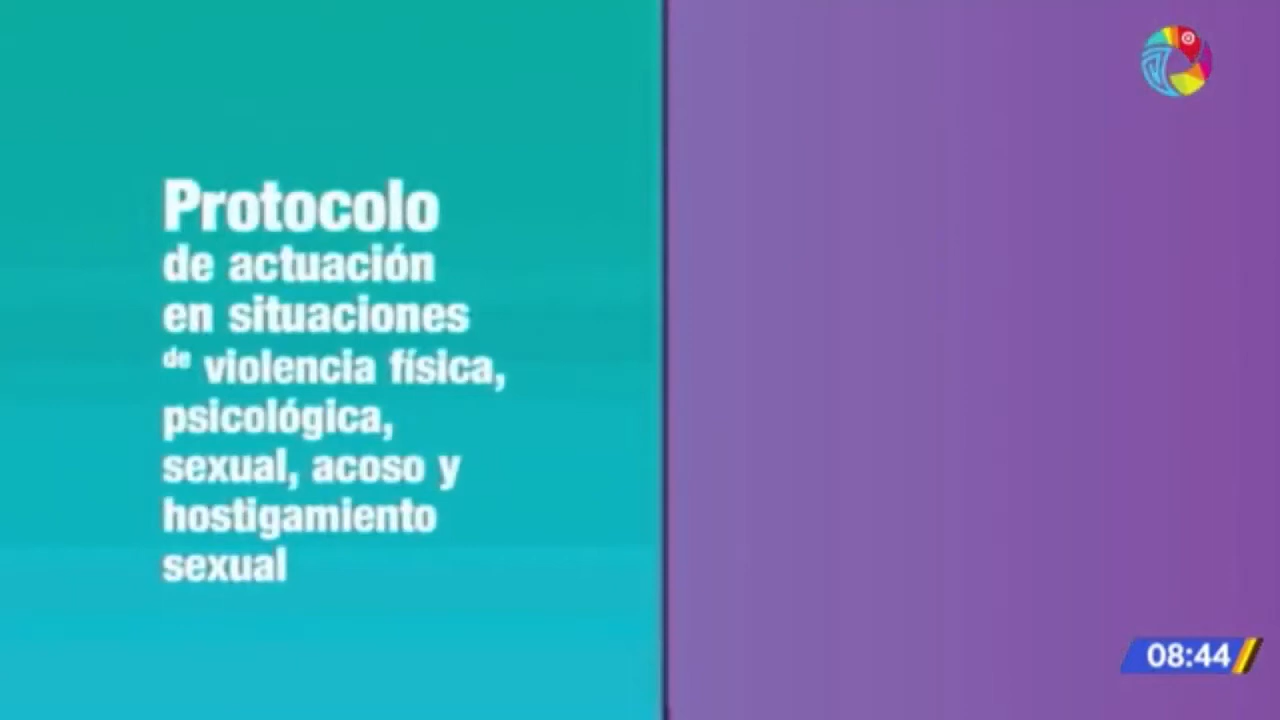 Protocolo
de actuación
en situaciones
de violencia física,
psicológica,
sexual, acoso y
hostigamiento
sexual
08:44